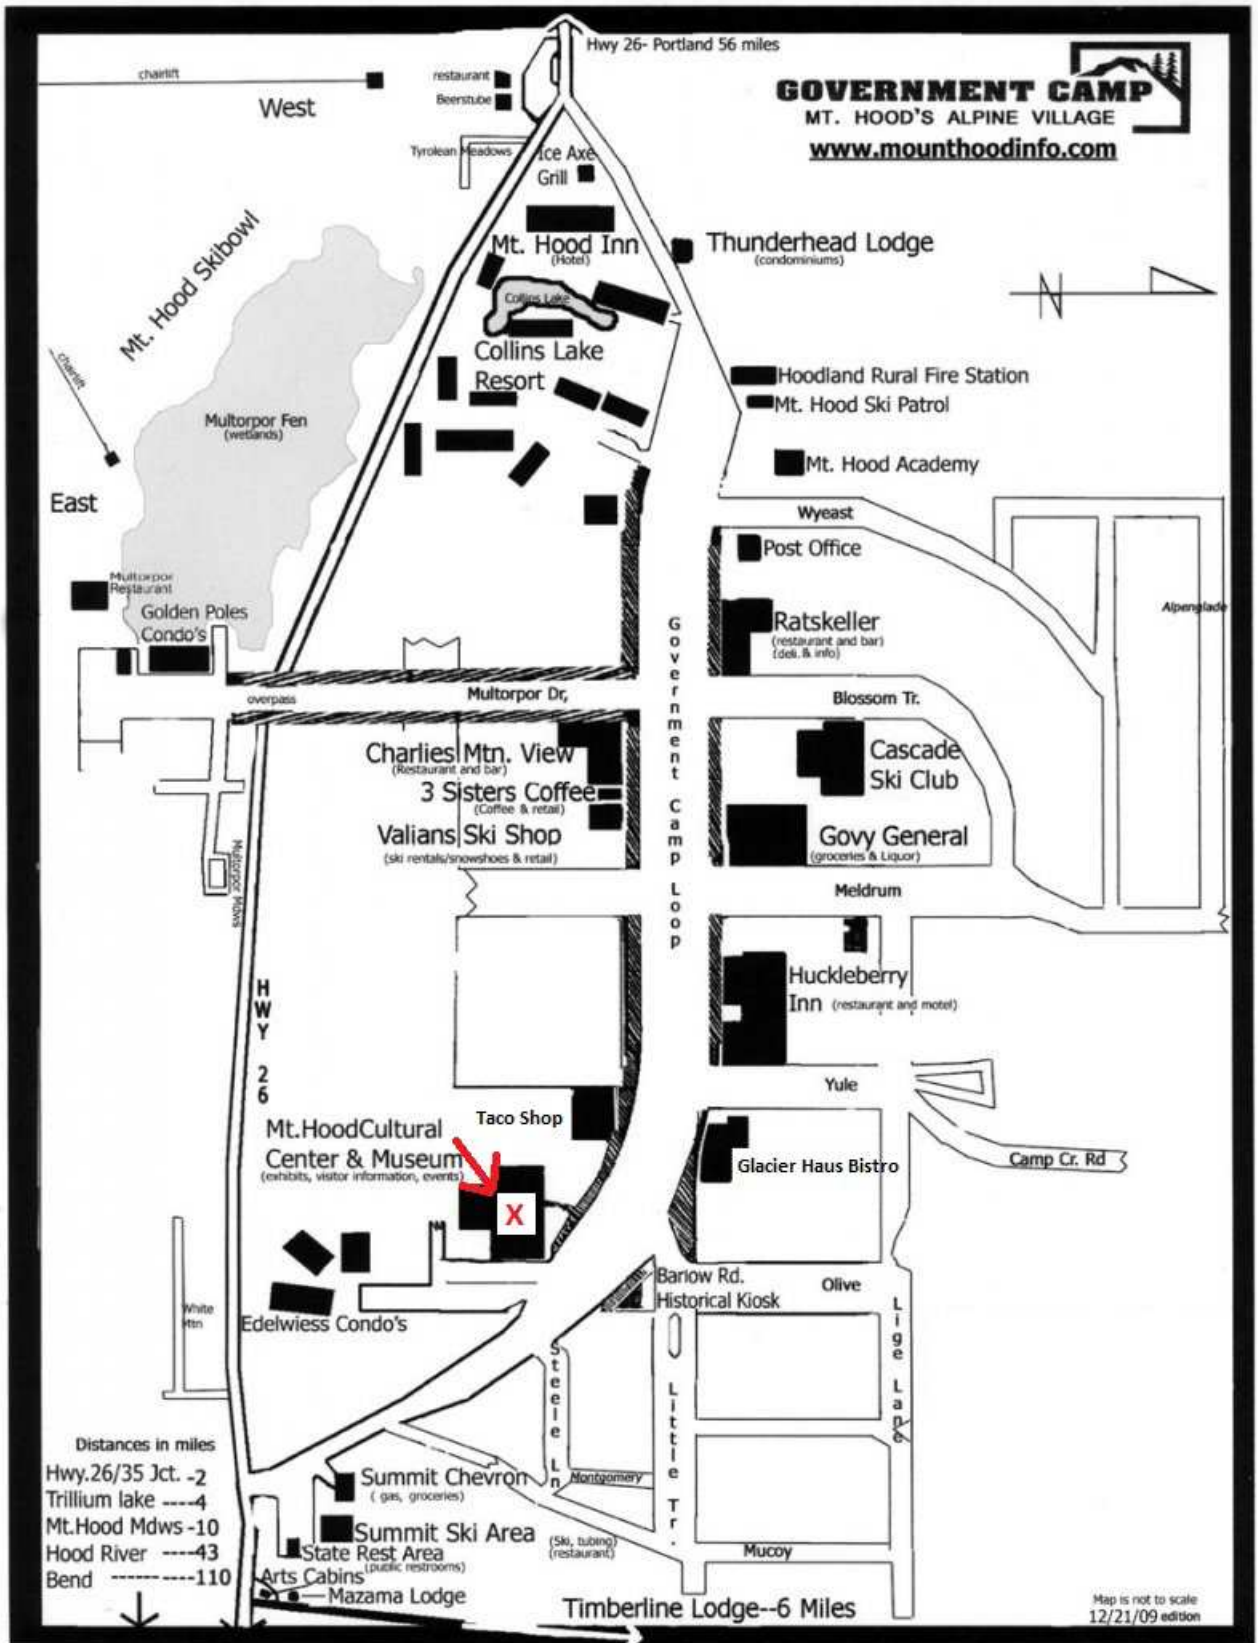 Hwy 26- Portland 56 miles
GOVERNMENT CAMP
MT. HOOD'S ALPINE VILLAGE
www.mounthoodinfo.com
chairlift
West
restaurant
Beerstube
Tyrolean Meadows
Ice Axe
Grill
Mt. Hood Inn
(Hotel)
Thunderhead Lodge
(condominiums)
N
Mt. Hood Skibowl
Collins Lake
Collins Lake
Resort
chairlift
Hoodland Rural Fire Station
Mt. Hood Ski Patrol
Multorpor Fen
(wetlands)
Mt. Hood Academy
East
Wyeast
Post Office
Multorpor
Restaurant
Golden Poles
Condo's
Alpenglade
Ratskeller
(restaurant and bar)
(deli. & info)
Government Camp Loop
overpass
Multorpor Dr,
Blossom Tr.
Charlies Mtn. View
(Restaurant and bar)
3 Sisters Coffee
(Coffee & retail)
Valians Ski Shop
(ski rentals/snowshoes & retail)
Cascade
Ski Club
Govy General
(groceries & Liquor)
Multorpor Mdws
Meldrum
Huckleberry
Inn (restaurant and motel)
HWY 26
Yule
Taco Shop
Mt.HoodCultural
Center & Museum
(exhibits, visitor information, events)
X
Glacier Haus Bistro
Camp Cr. Rd
Barlow Rd.
Historical Kiosk
Olive
White
Mtn
Edelwiess Condo's
Lige Lane
Steele Ln
Little Tr.
Montgomery
Distances in miles
Hwy.26/35 Jct. -2
Trillium lake ----4
Mt.Hood Mdws -10
Hood River ----43
Bend --------110
Summit Chevron
( gas, groceries)
Summit Ski Area
(Ski, tubing)
(restaurant)
State Rest Area
(public restrooms)
Arts Cabins
Mazama Lodge
Mucoy
Timberline Lodge--6 Miles
Map is not to scale
12/21/09 edition